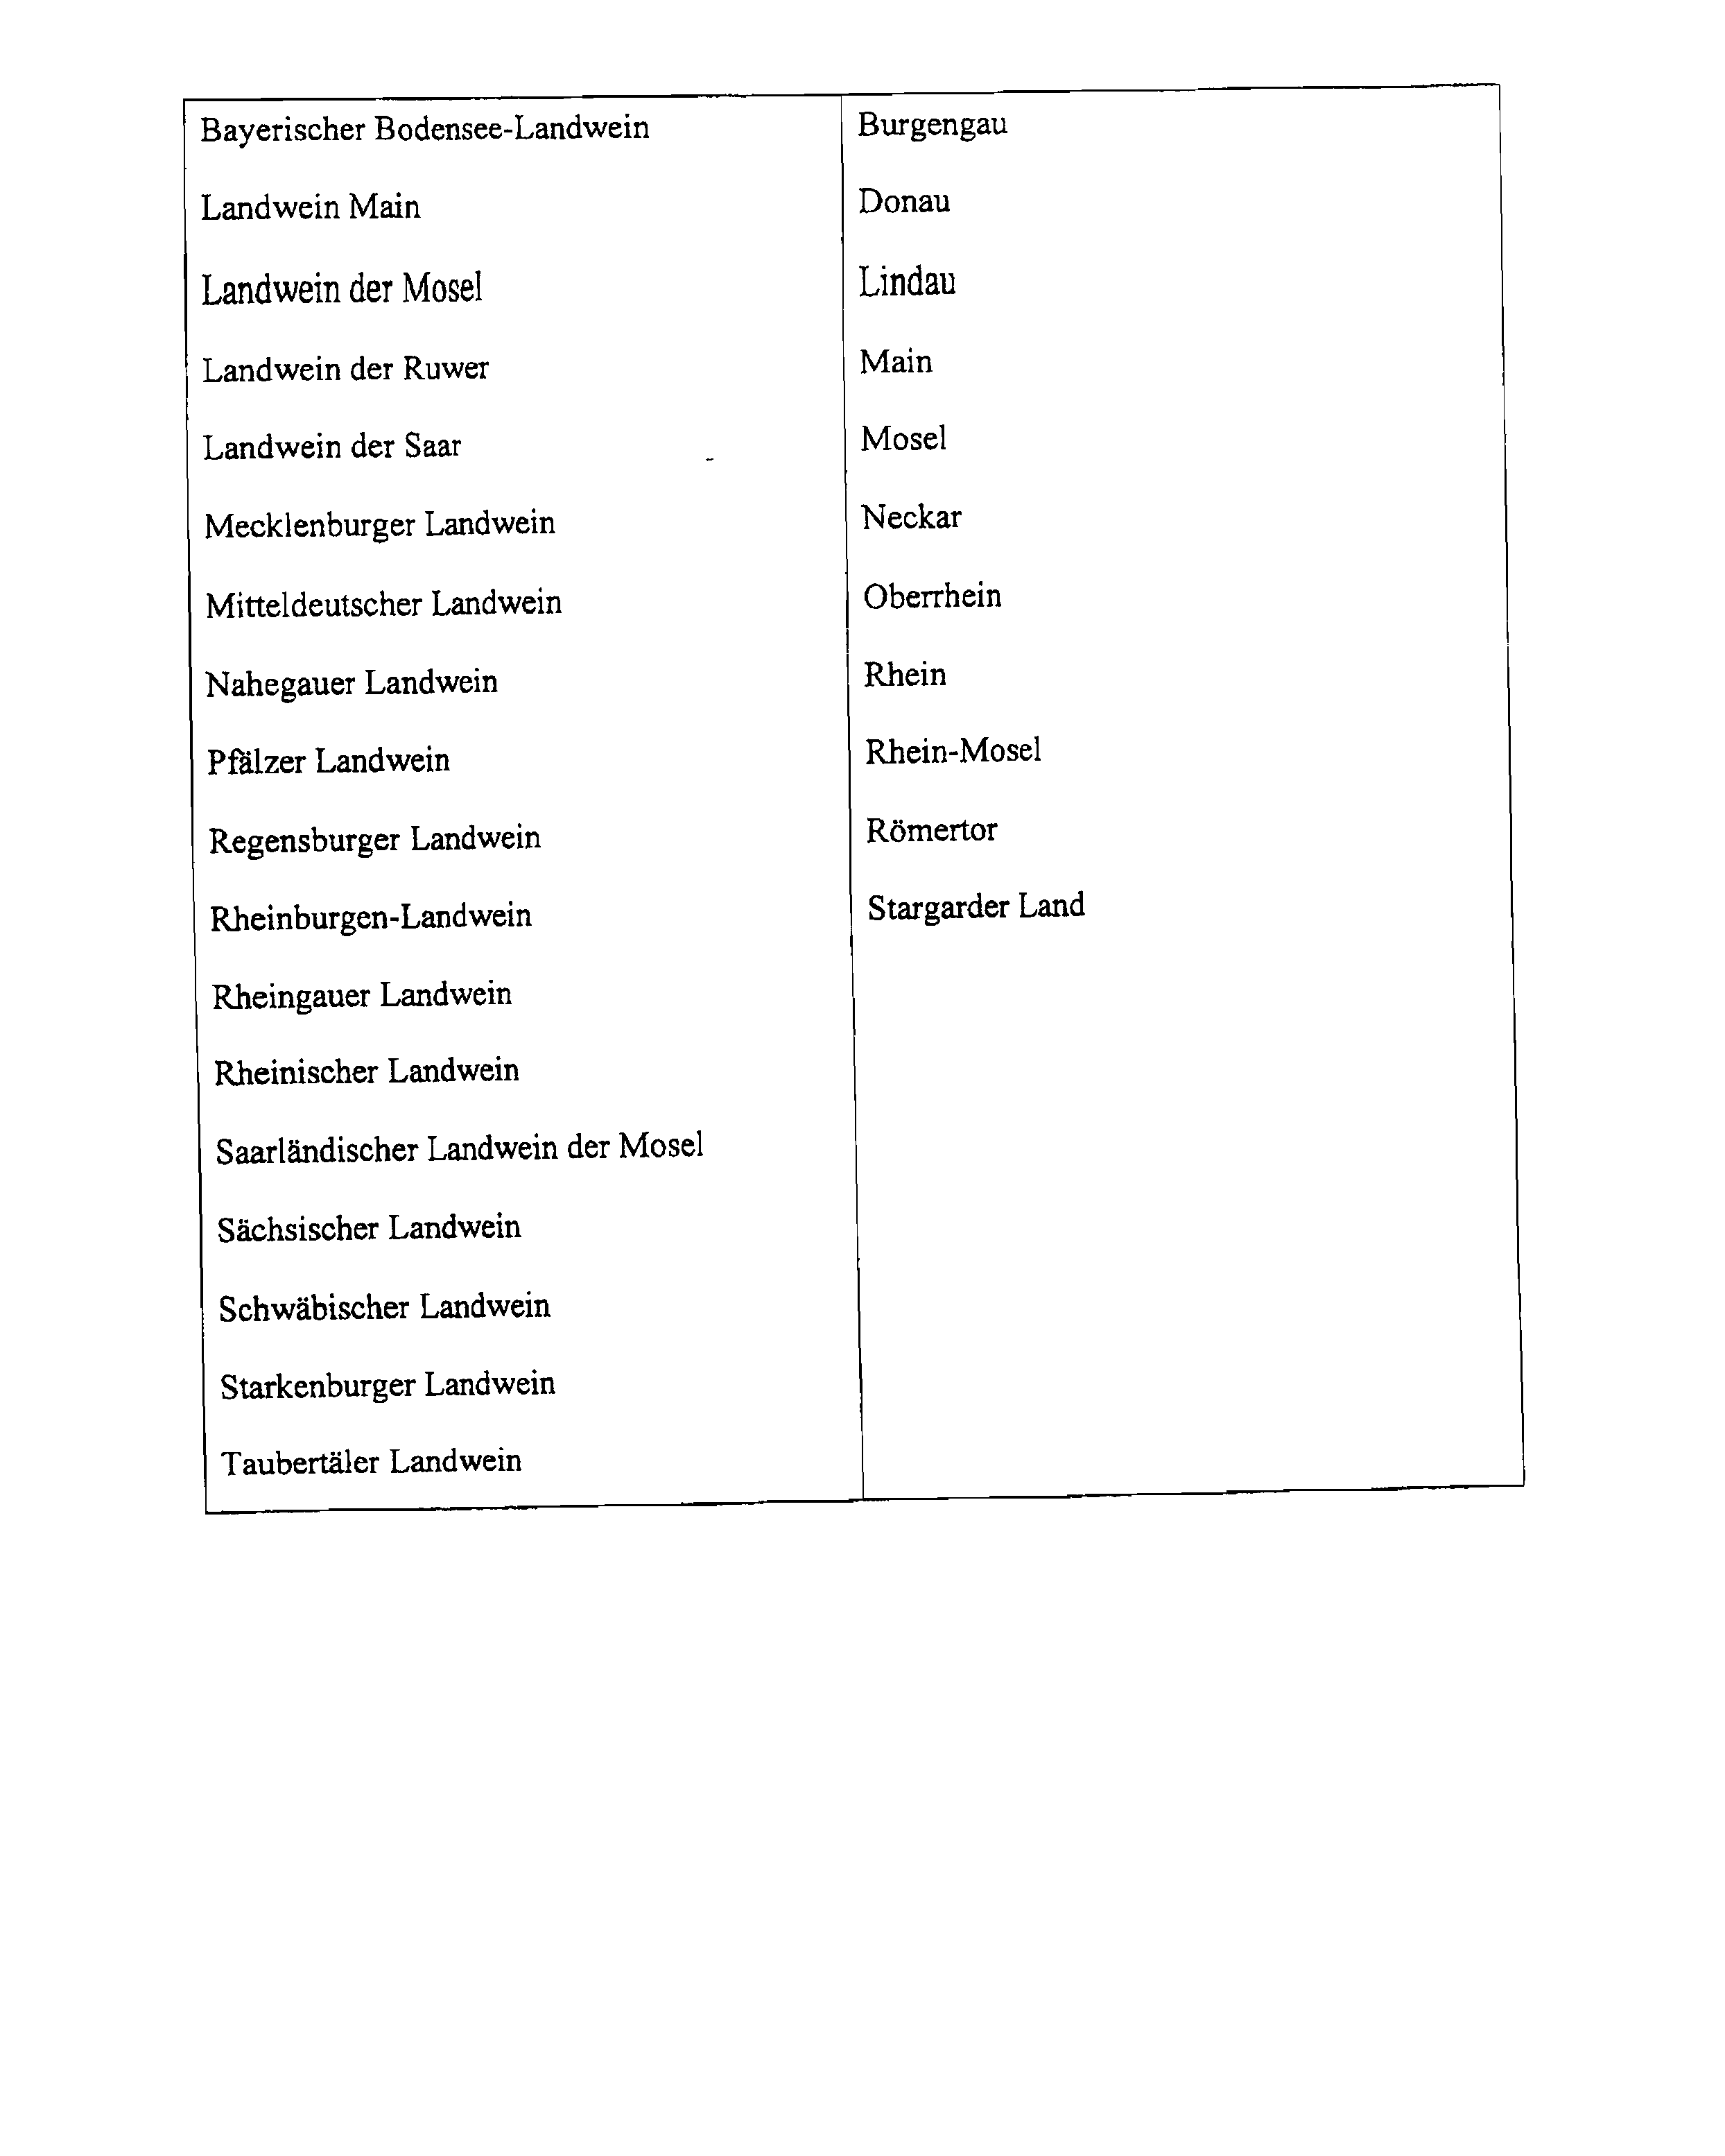 Bayerischer Bodensee-Landwein
Landwein Main
Landwein der Mosel
Landwein der Ruwer
Landwein der Saar
Mecklenburger Landwein
Mitteldeutscher Landwein
Nahegauer Landwein
Pfälzer Landwein
Regensburger Landwein
Rheinburgen-Landwein
Rheingauer Landwein
Rheinischer Landwein
Saarländischer Landwein der Mosel
Sächsischer Landwein
Schwäbischer Landwein
Starkenburger Landwein
Taubertäler Landwein
Burgengau
Donau
Lindau
Main
Mosel
Neckar
Oberrhein
Rhein
Rhein-Mosel
Römertor
Stargarder Land